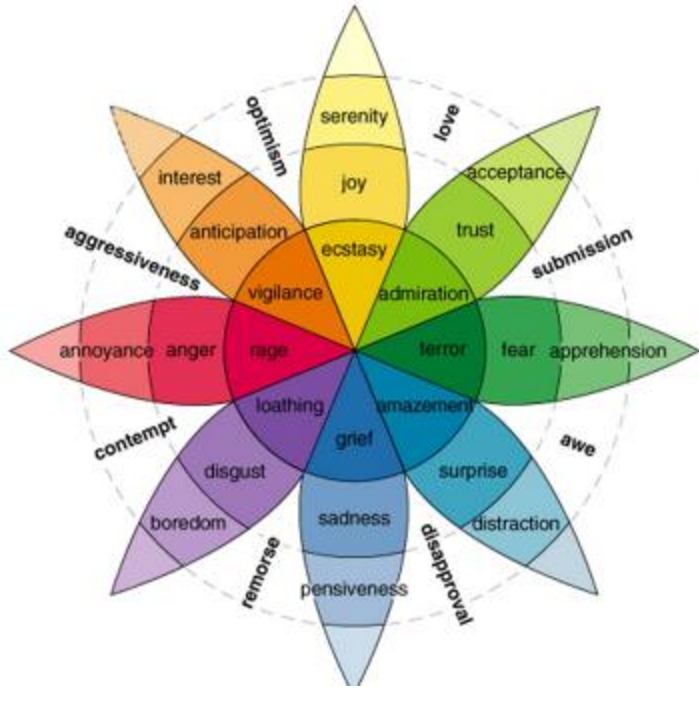 optimism
love
serenity
interest
acceptance
joy
anticipation
trust
aggressiveness
submission
ecstasy
vigilance
admiration
annoyance
anger
rage
terror
fear
apprehension
loathing
amazement
contempt
grief
awe
disgust
surprise
boredom
sadness
distraction
remorse
disapproval
pensiveness